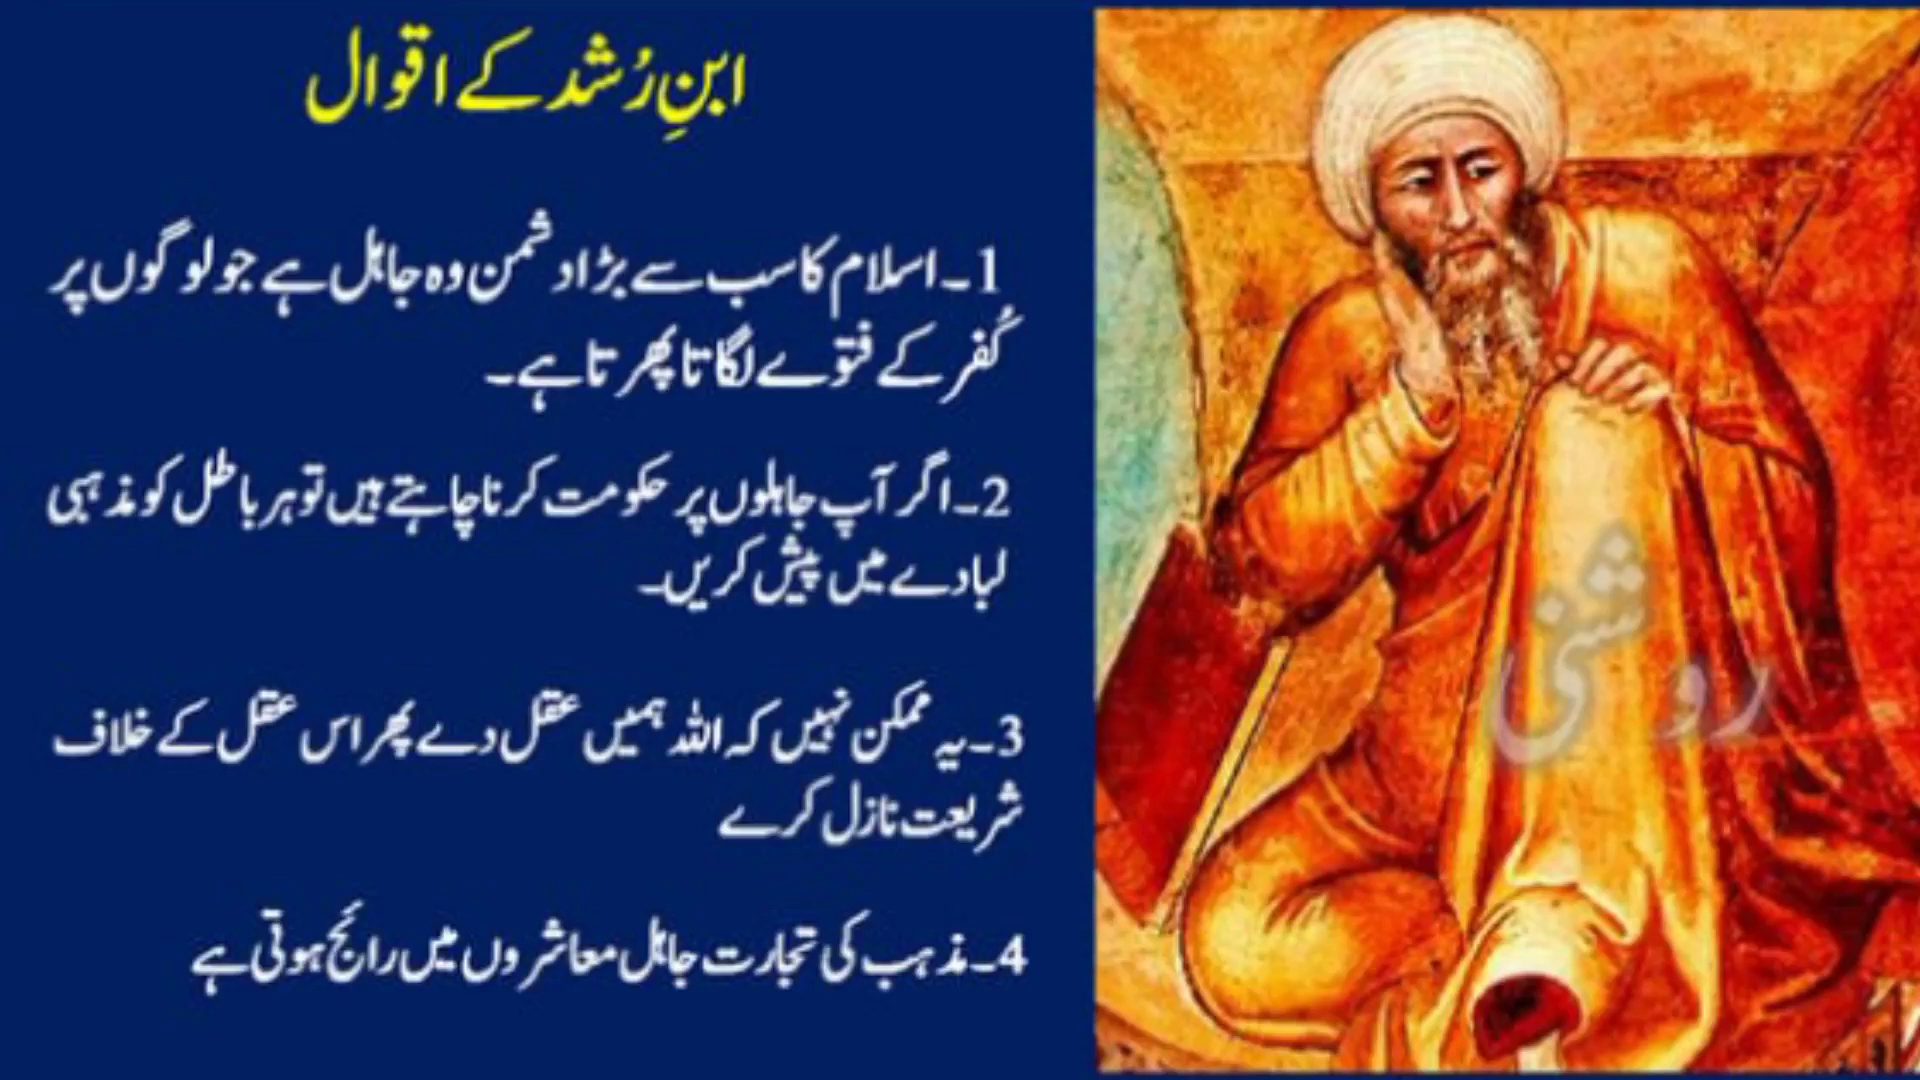 ابنِ رُشد کے اقوال
1۔اسلام کا سب سے بڑا دشمن وہ جاہل ہے جو لوگوں پر
کُفر کے فتوے لگاتا پھرتا ہے۔
2۔اگر آپ جاہلوں پر حکومت کرنا چاہتے ہیں تو ہر باطل کو مذہبی
لبادے میں پیش کریں۔
3۔یہ ممکن نہیں کہ اللہ ہمیں عقل دے پھر اس عقل کے خلاف
شریعت نازل کرے
4۔مذہب کی تجارت جاہل معاشروں میں رائج ہوتی ہے
روشنی